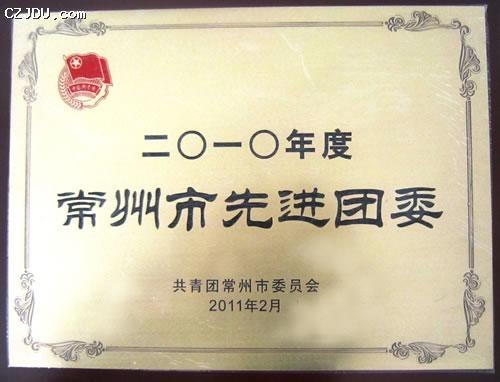 CZJDU.COM
二〇一〇年度
常州市先进团委
共青团常州市委员会
2011年2月